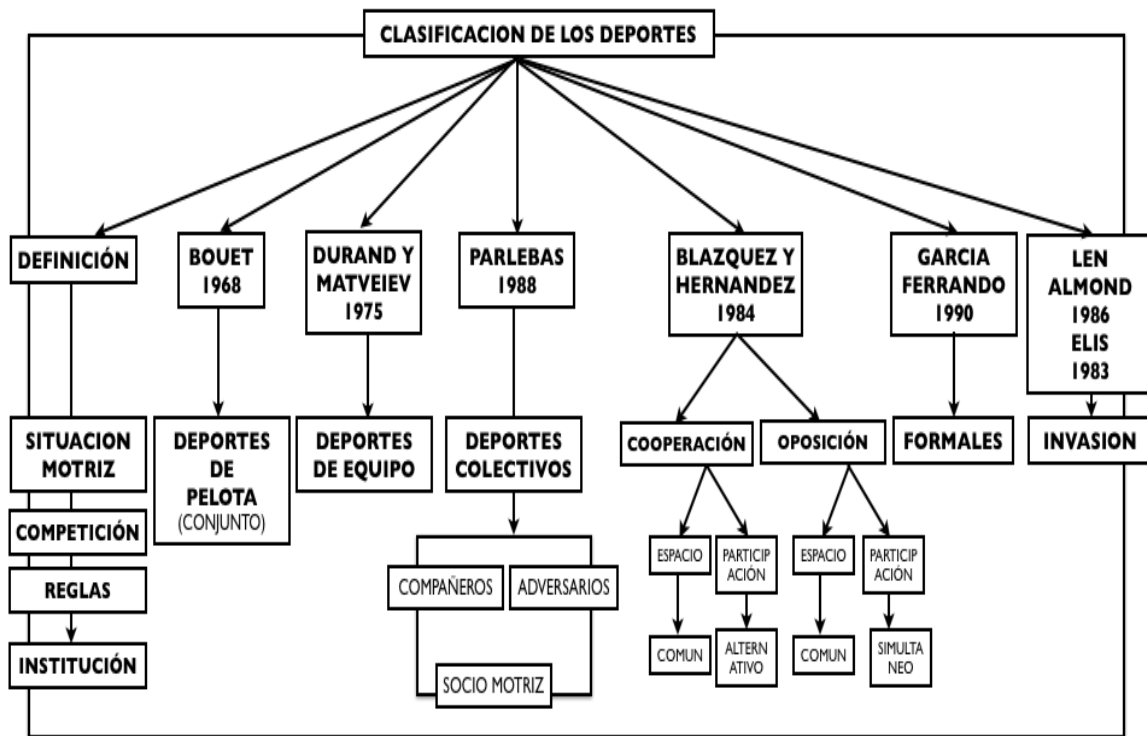 CLASIFICACION DE LOS DEPORTES
DEFINICIÓN
BOUET
1968
DURAND Y
MATVEIEV
1975
PARLEBAS
1988
BLAZQUEZ Y
HERNANDEZ
1984
GARCIA
FERRANDO
1990
LEN
ALMOND
1986
ELIS
1983
SITUACION
MOTRIZ
DEPORTES
DE
PELOTA
(CONJUNTO)
DEPORTES
DE EQUIPO
DEPORTES
COLECTIVOS
COOPERACIÓN
OPOSICIÓN
FORMALES
INVASION
COMPETICIÓN
REGLAS
INSTITUCIÓN
COMPAÑEROS
ADVERSARIOS
SOCIO MOTRIZ
ESPACIO
PARTICIP
ACIÓN
ESPACIO
PARTICIP
ACIÓN
COMUN
ALTERN
ATIVO
COMUN
SIMULTA
NEO